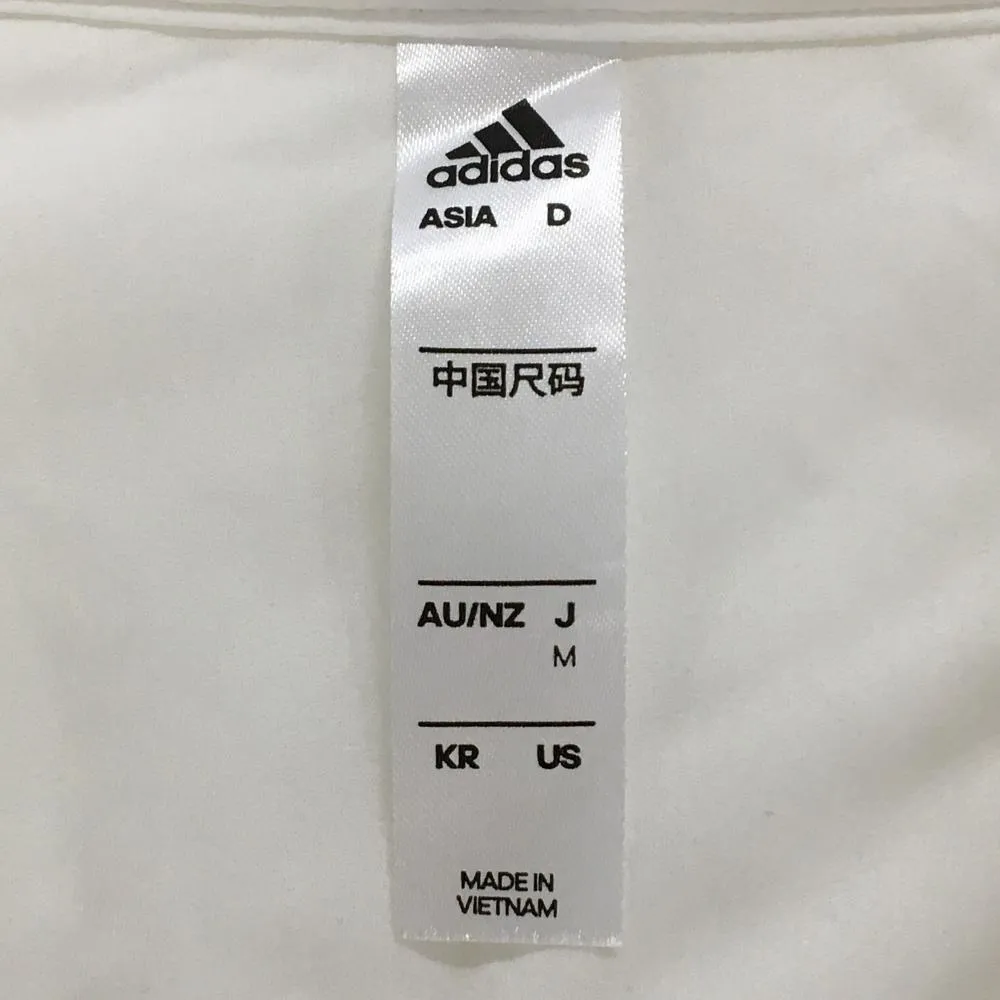 adidas
ASIA D
中国尺码
AU/NZ J
M
KR US
MADE IN
VIETNAM